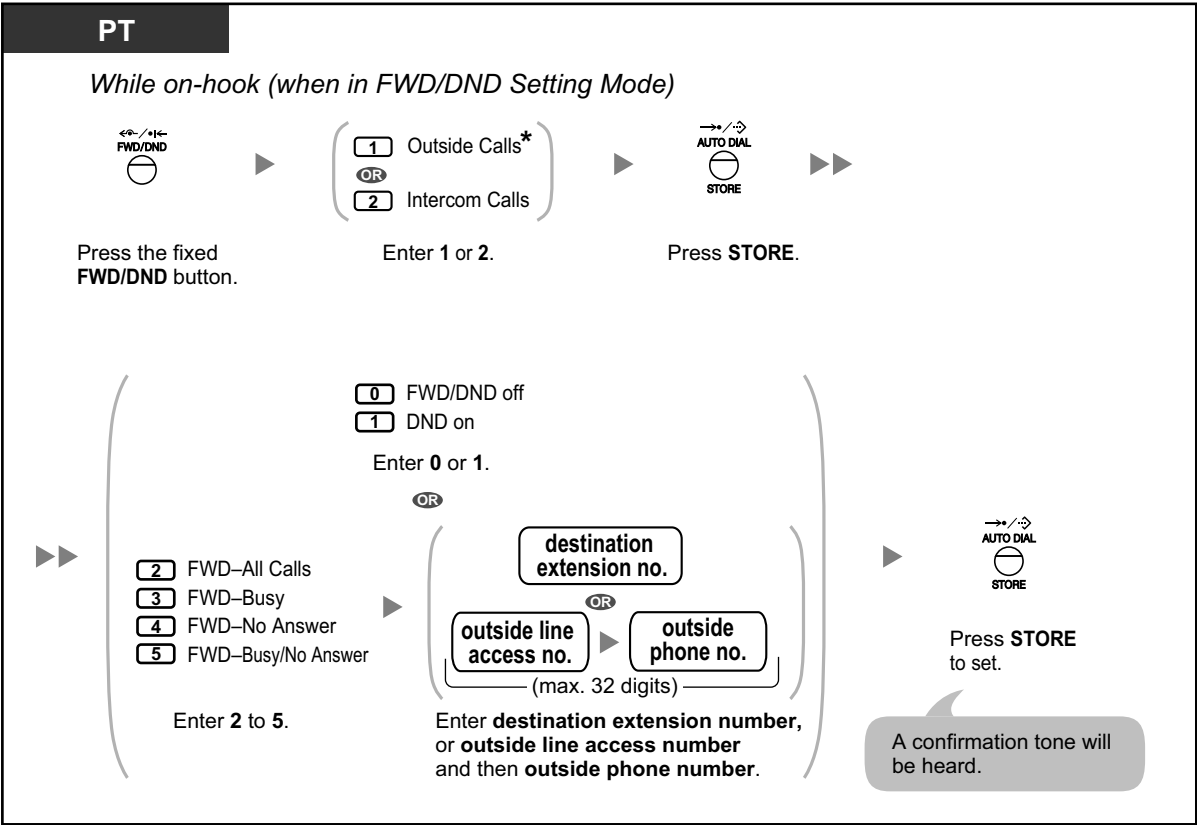 PT
While on-hook (when in FWD/DND Setting Mode)
FWD/DND
Press the fixed
FWD/DND button.
1 Outside Calls*
OR
2 Intercom Calls
Enter 1 or 2.
AUTO DIAL
STORE
Press STORE.
0 FWD/DND off
1 DND on
Enter 0 or 1.
OR
2 FWD–All Calls
3 FWD–Busy
4 FWD–No Answer
5 FWD–Busy/No Answer
Enter 2 to 5.
destination
extension no.
OR
outside line
access no.
outside
phone no.
(max. 32 digits)
Enter destination extension number,
or outside line access number
and then outside phone number.
AUTO DIAL
STORE
Press STORE
to set.
A confirmation tone will
be heard.